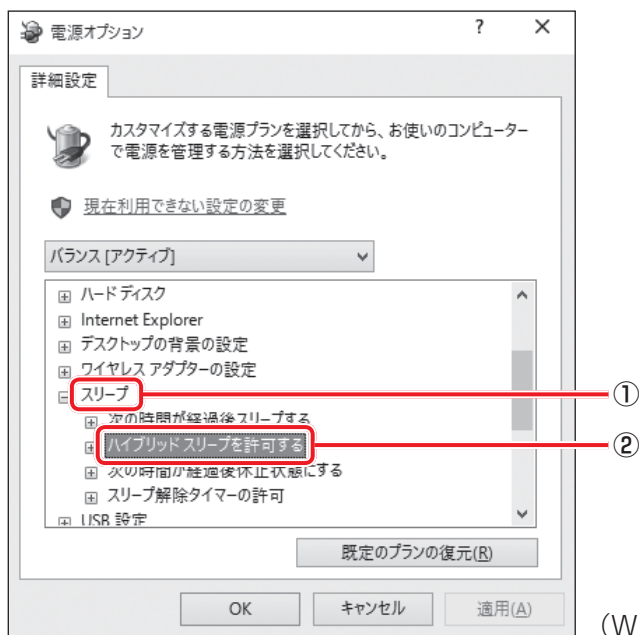 電源オプション ? ×
詳細設定
カスタマイズする電源プランを選択してから、お使いのコンピューター
で電源を管理する方法を選択してください。
現在利用できない設定の変更
バランス [アクティブ]
ハード ディスク
Internet Explorer
デスクトップの背景の設定
ワイヤレス アダプターの設定
スリープ ①
次の時間が経過後スリープする
ハイブリッド スリープを許可する ②
次の時間が経過後休止状態にする
スリープ解除タイマーの許可
USB 設定
既定のプランの復元(R)
OK キャンセル 適用(A)
(W